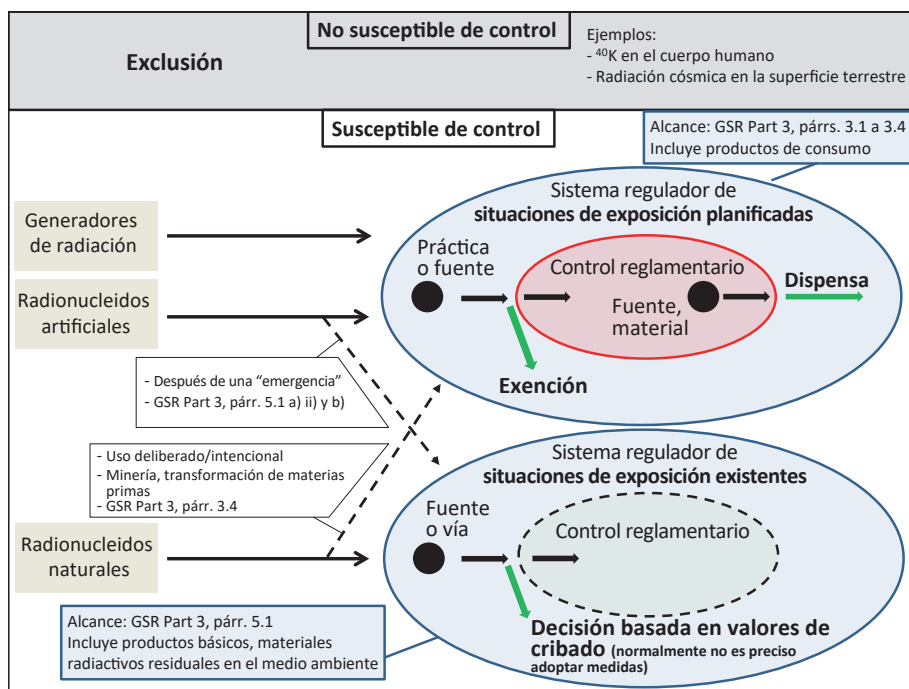 No susceptible de control
Exclusión
Ejemplos:
- ⁴⁰K en el cuerpo humano
- Radiación cósmica en la superficie terrestre
Susceptible de control
Alcance: GSR Part 3, párrs. 3.1 a 3.4
Incluye productos de consumo
Generadores
de radiación
Radionucleidos
artificiales
Sistema regulador de
situaciones de exposición planificadas
Práctica
o fuente
Control reglamentario
Fuente,
material
Dispensa
Exención
- Después de una “emergencia”
- GSR Part 3, párr. 5.1 a) ii) y b)
- Uso deliberado/intencional
- Minería, transformación de materias
primas
- GSR Part 3, párr. 3.4
Radionucleidos
naturales
Sistema regulador de
situaciones de exposición existentes
Fuente
o vía
Control reglamentario
Decisión basada en valores de
cribado (normalmente no es preciso
adoptar medidas)
Alcance: GSR Part 3, párr. 5.1
Incluye productos básicos, materiales
radiactivos residuales en el medio ambiente